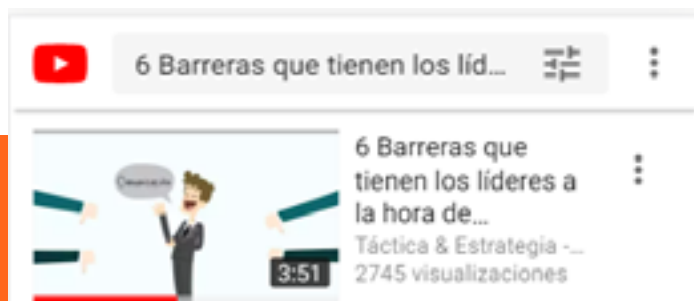 6 Barreras que tienen los líd...
6 Barreras que
tienen los líderes a
la hora de...
Táctica & Estrategia -...
2745 visualizaciones
3:51